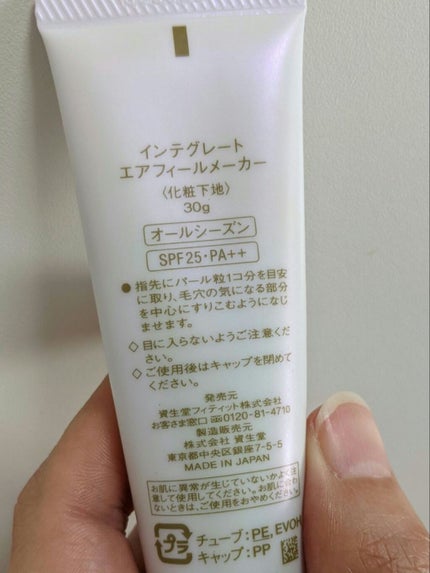 インテグレート
エアフィールメーカー
〈化粧下地〉
30g
オールシーズン
SPF25・PA++
● 指先にパール粒1コ分を目安
に取り、毛穴の気になる部分
を中心にすりこむようになじ
ませます。
◇ 目に入らないようご注意くだ
さい。
◇ ご使用後はキャップを閉めて
ください。
発売元
資生堂フィティット株式会社
お客さま窓口 0120-81-4710
製造販売元
株式会社 資生堂
東京都中央区銀座7-5-5
MADE IN JAPAN
お肌に異常が生じていないかよく注
意して使用してください。お肌に合わ
ないときは、ご使用をおやめください。
プラ
チューブ：PE, EVOH
キャップ：PP